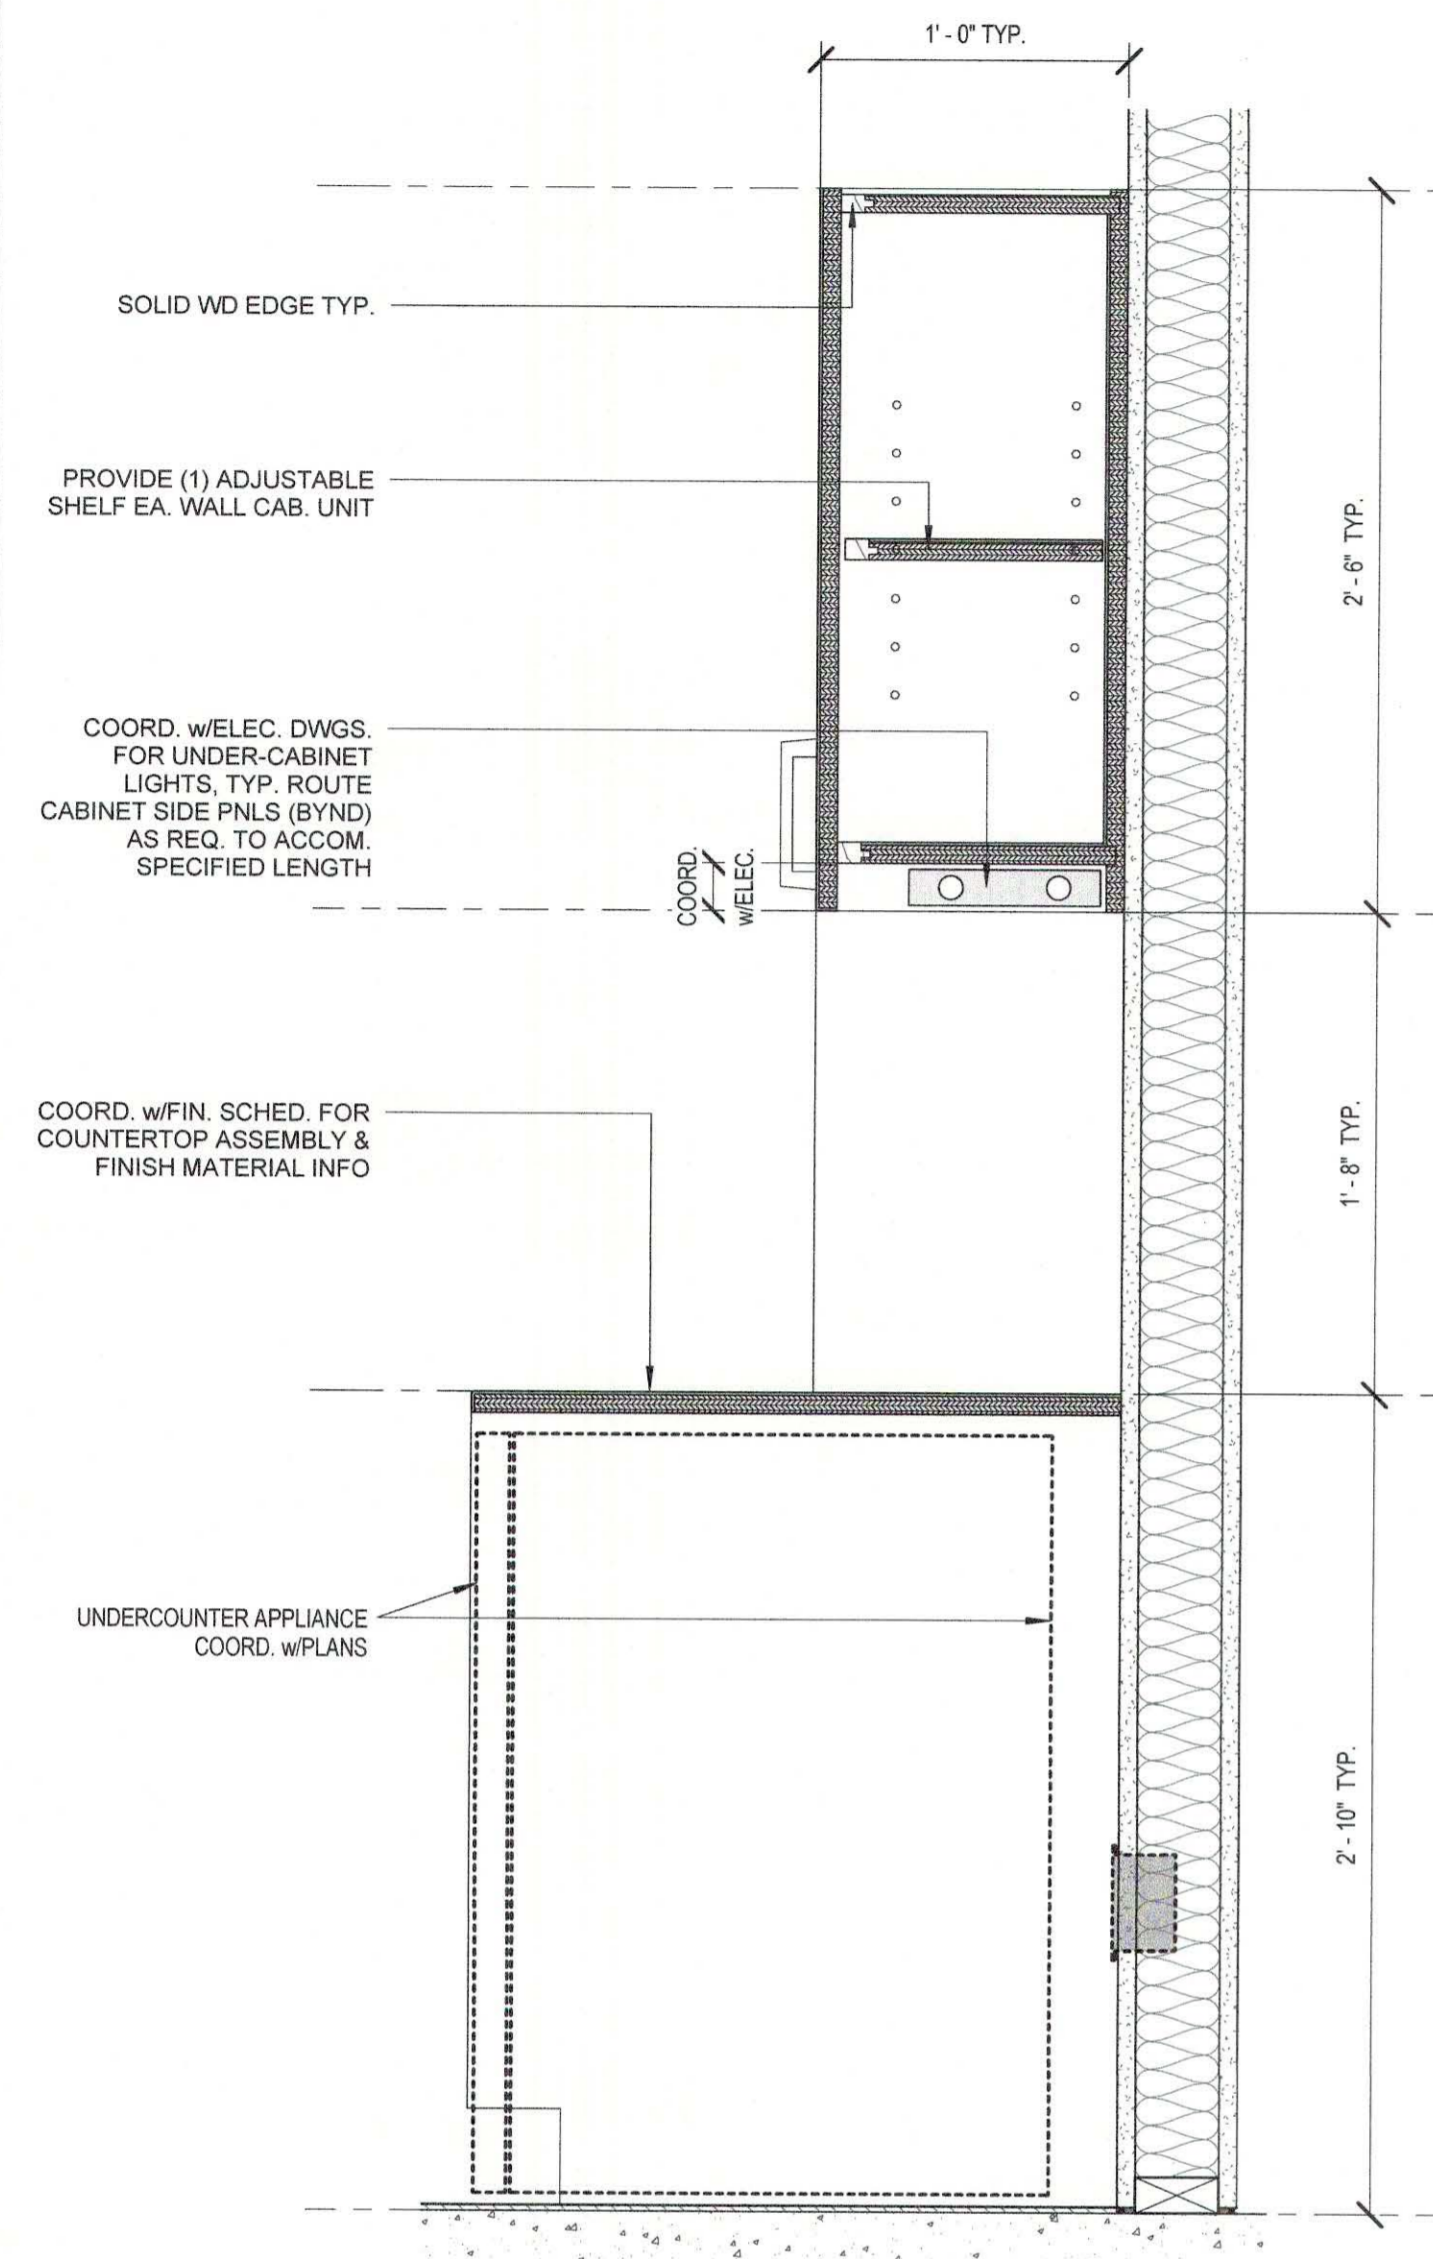 1' - 0" TYP.
SOLID WD EDGE TYP.
PROVIDE (1) ADJUSTABLE
SHELF EA. WALL CAB. UNIT
2' - 6" TYP.
COORD. w/ELEC. DWGS.
FOR UNDER-CABINET
LIGHTS, TYP. ROUTE
CABINET SIDE PNLS (BYND)
AS REQ. TO ACCOM.
SPECIFIED LENGTH
COORD.
w/ELEC.
COORD. w/FIN. SCHED. FOR
COUNTERTOP ASSEMBLY &
FINISH MATERIAL INFO
1' - 8" TYP.
UNDERCOUNTER APPLIANCE
COORD. w/PLANS
2' - 10" TYP.